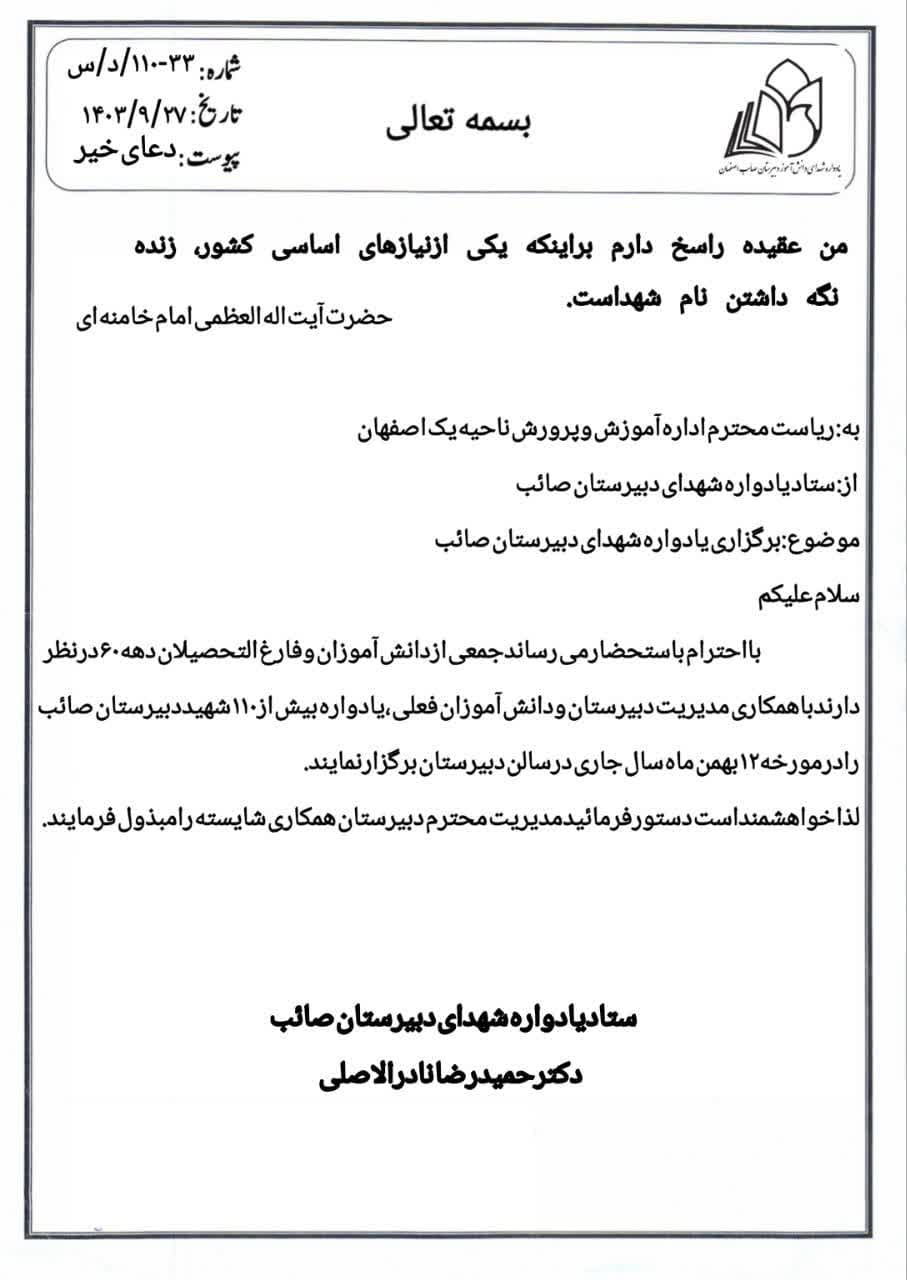 شماره: ۳۳-۱۱۰/د/س
بسمه تعالی
تاریخ: ۱۴۰۳/۹/۲۷
پیوست: دعای خیر
یادواره شهدای دانش آموز دبیرستان صائب اصفهان
من عقیده راسخ دارم براینکه یکی ازنیازهای اساسی کشور، زنده
نگه داشتن نام شهداست.
حضرت آیت اله العظمی امام خامنه ای
به: ریاست محترم اداره آموزش و پرورش ناحیه یک اصفهان
از: ستاد یادواره شهدای دبیرستان صائب
موضوع: برگزاری یادواره شهدای دبیرستان صائب
سلام علیکم
با احترام باستحضار می رساند جمعی از دانش آموزان و فارغ التحصیلان دهه ۶۰ در نظر
دارند با همکاری مدیریت دبیرستان و دانش آموزان فعلی، یادواره بیش از ۱۱۰ شهید دبیرستان صائب
را در مورخه ۱۲ بهمن ماه سال جاری در سالن دبیرستان برگزار نمایند.
لذا خواهشمند است دستور فرمائید مدیریت محترم دبیرستان همکاری شایسته را مبذول فرمایند.
ستاد یادواره شهدای دبیرستان صائب
دکتر حمیدرضا نادرالاصلی